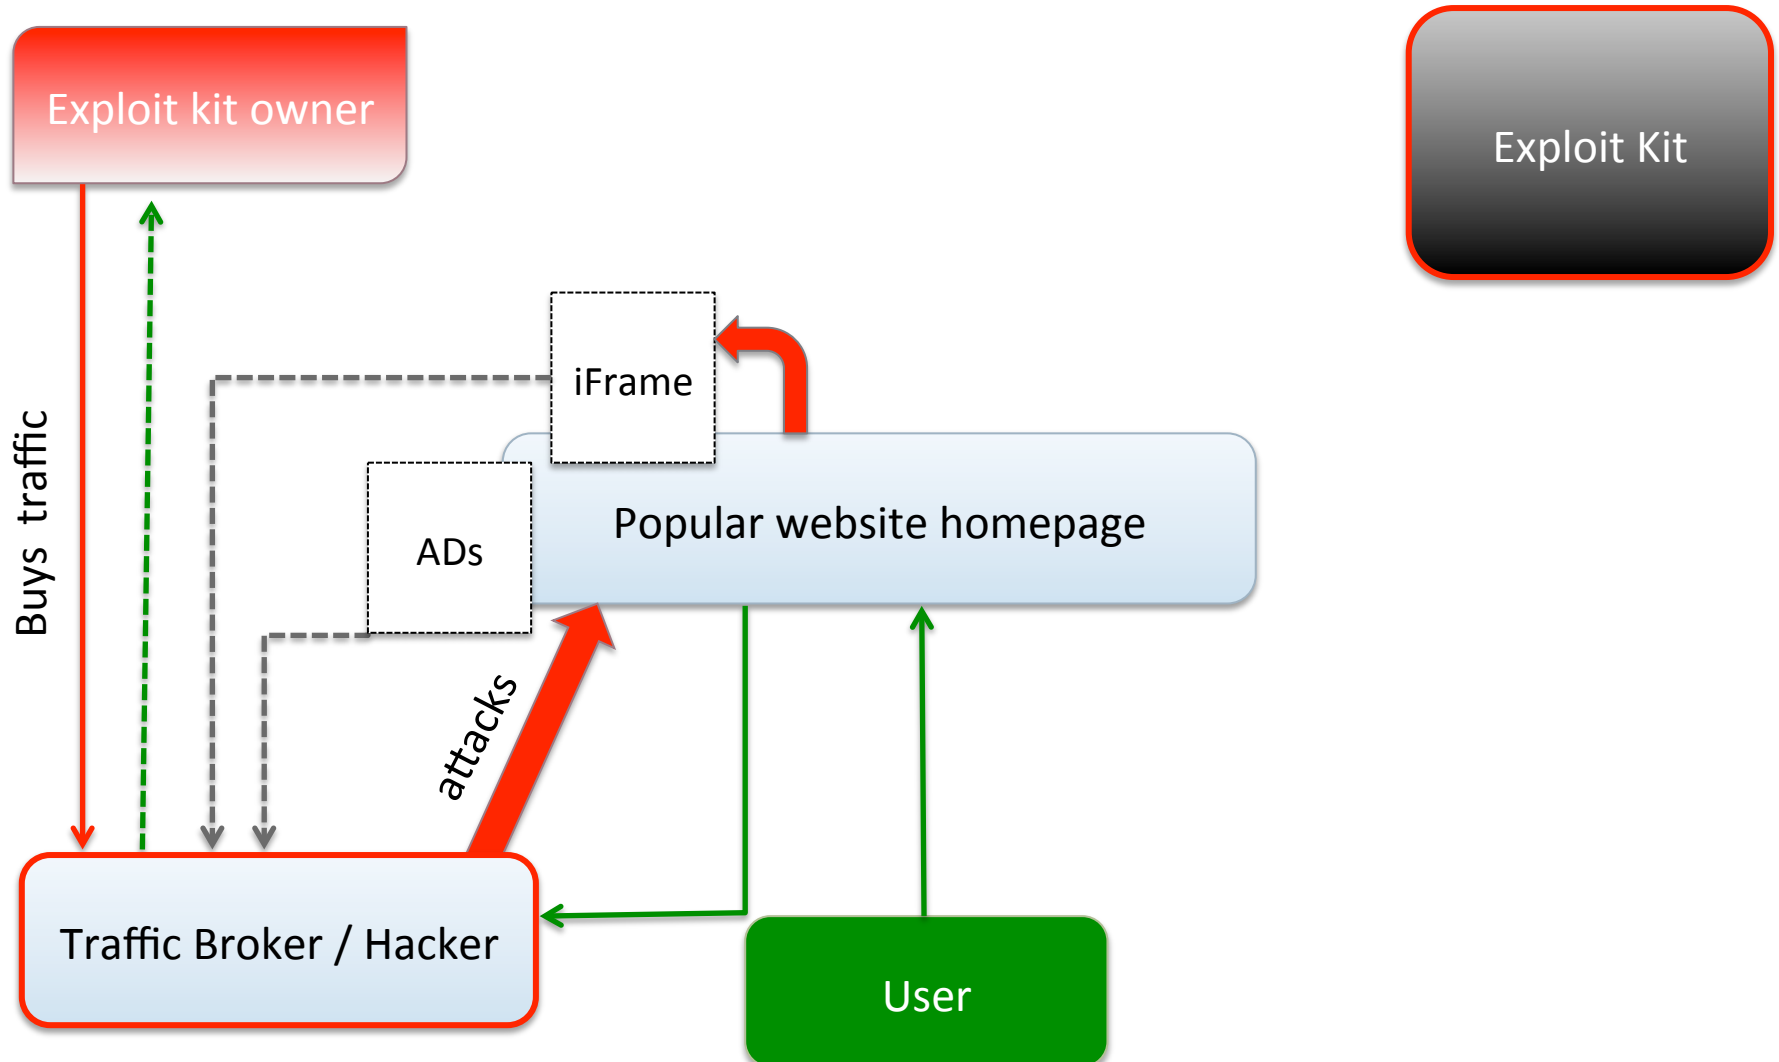 Exploit kit owner
Exploit Kit
iFrame
Buys traffic
Popular website homepage
ADs
attacks
Traffic Broker / Hacker
User